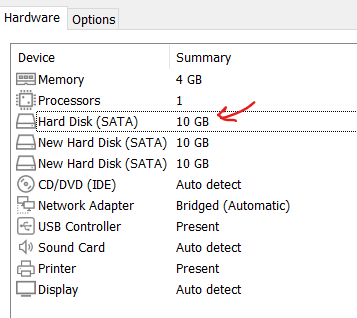 Hardware Options
Device Summary
Memory 4 GB
Processors 1
Hard Disk (SATA) 10 GB
New Hard Disk (SATA) 10 GB
New Hard Disk (SATA) 10 GB
CD/DVD (IDE) Auto detect
Network Adapter Bridged (Automatic)
USB Controller Present
Sound Card Auto detect
Printer Present
Display Auto detect